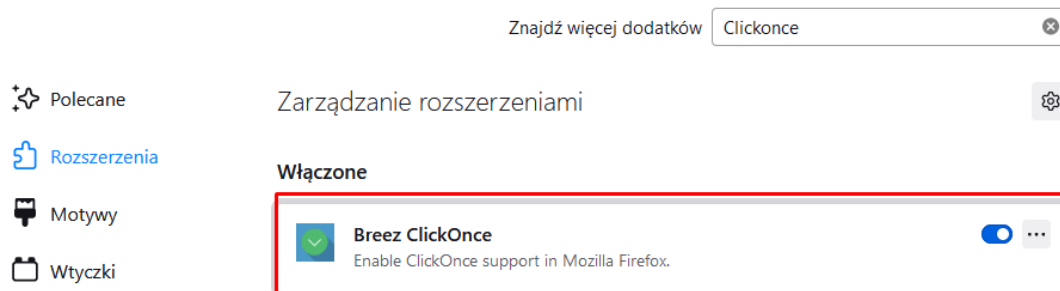 Znajdź więcej dodatków Clickonce
Polecane
Rozszerzenia
Motywy
Wtyczki
Zarządzanie rozszerzeniami
Włączone
Breez ClickOnce
Enable ClickOnce support in Mozilla Firefox.